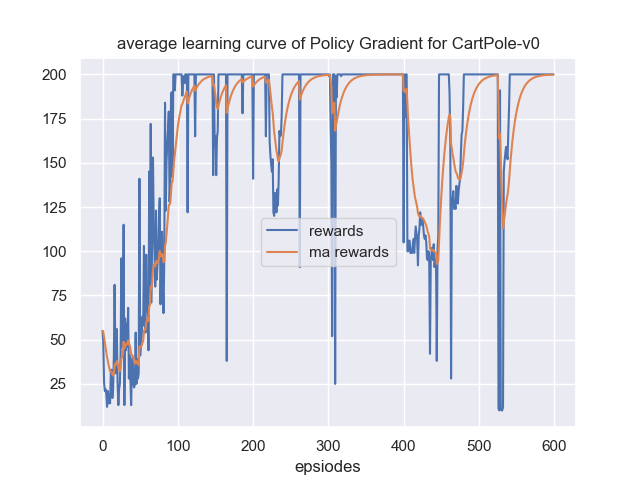 average learning curve of Policy Gradient for CartPole-v0
200
175
150
125
100
75
50
25
rewards
ma rewards
0 100 200 300 400 500 600
epsiodes